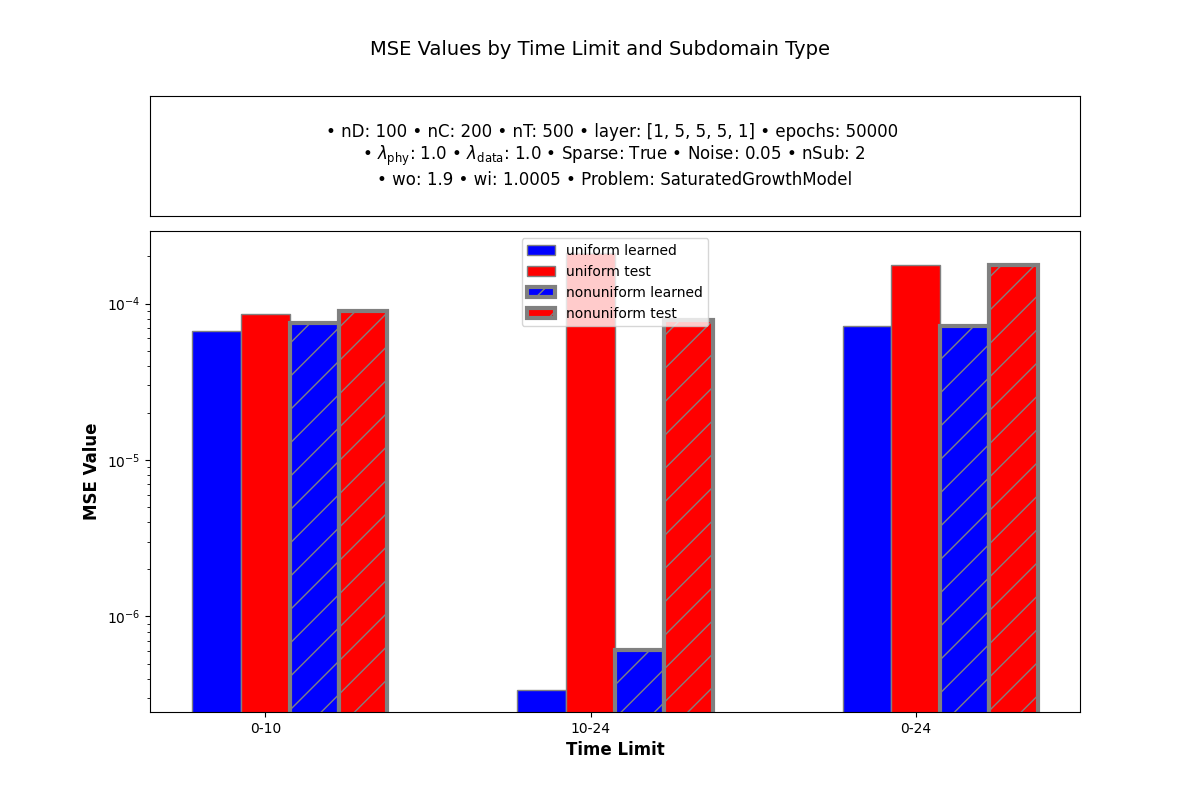 MSE Values by Time Limit and Subdomain Type
• nD: 100 • nC: 200 • nT: 500 • layer: [1, 5, 5, 5, 1] • epochs: 50000
• λphy: 1.0 • λdata: 1.0 • Sparse: True • Noise: 0.05 • nSub: 2
• wo: 1.9 • wi: 1.0005 • Problem: SaturatedGrowthModel
uniform learned
uniform test
nonuniform learned
nonuniform test
MSE Value
10⁻⁴
10⁻⁵
10⁻⁶
0-10
10-24
0-24
Time Limit